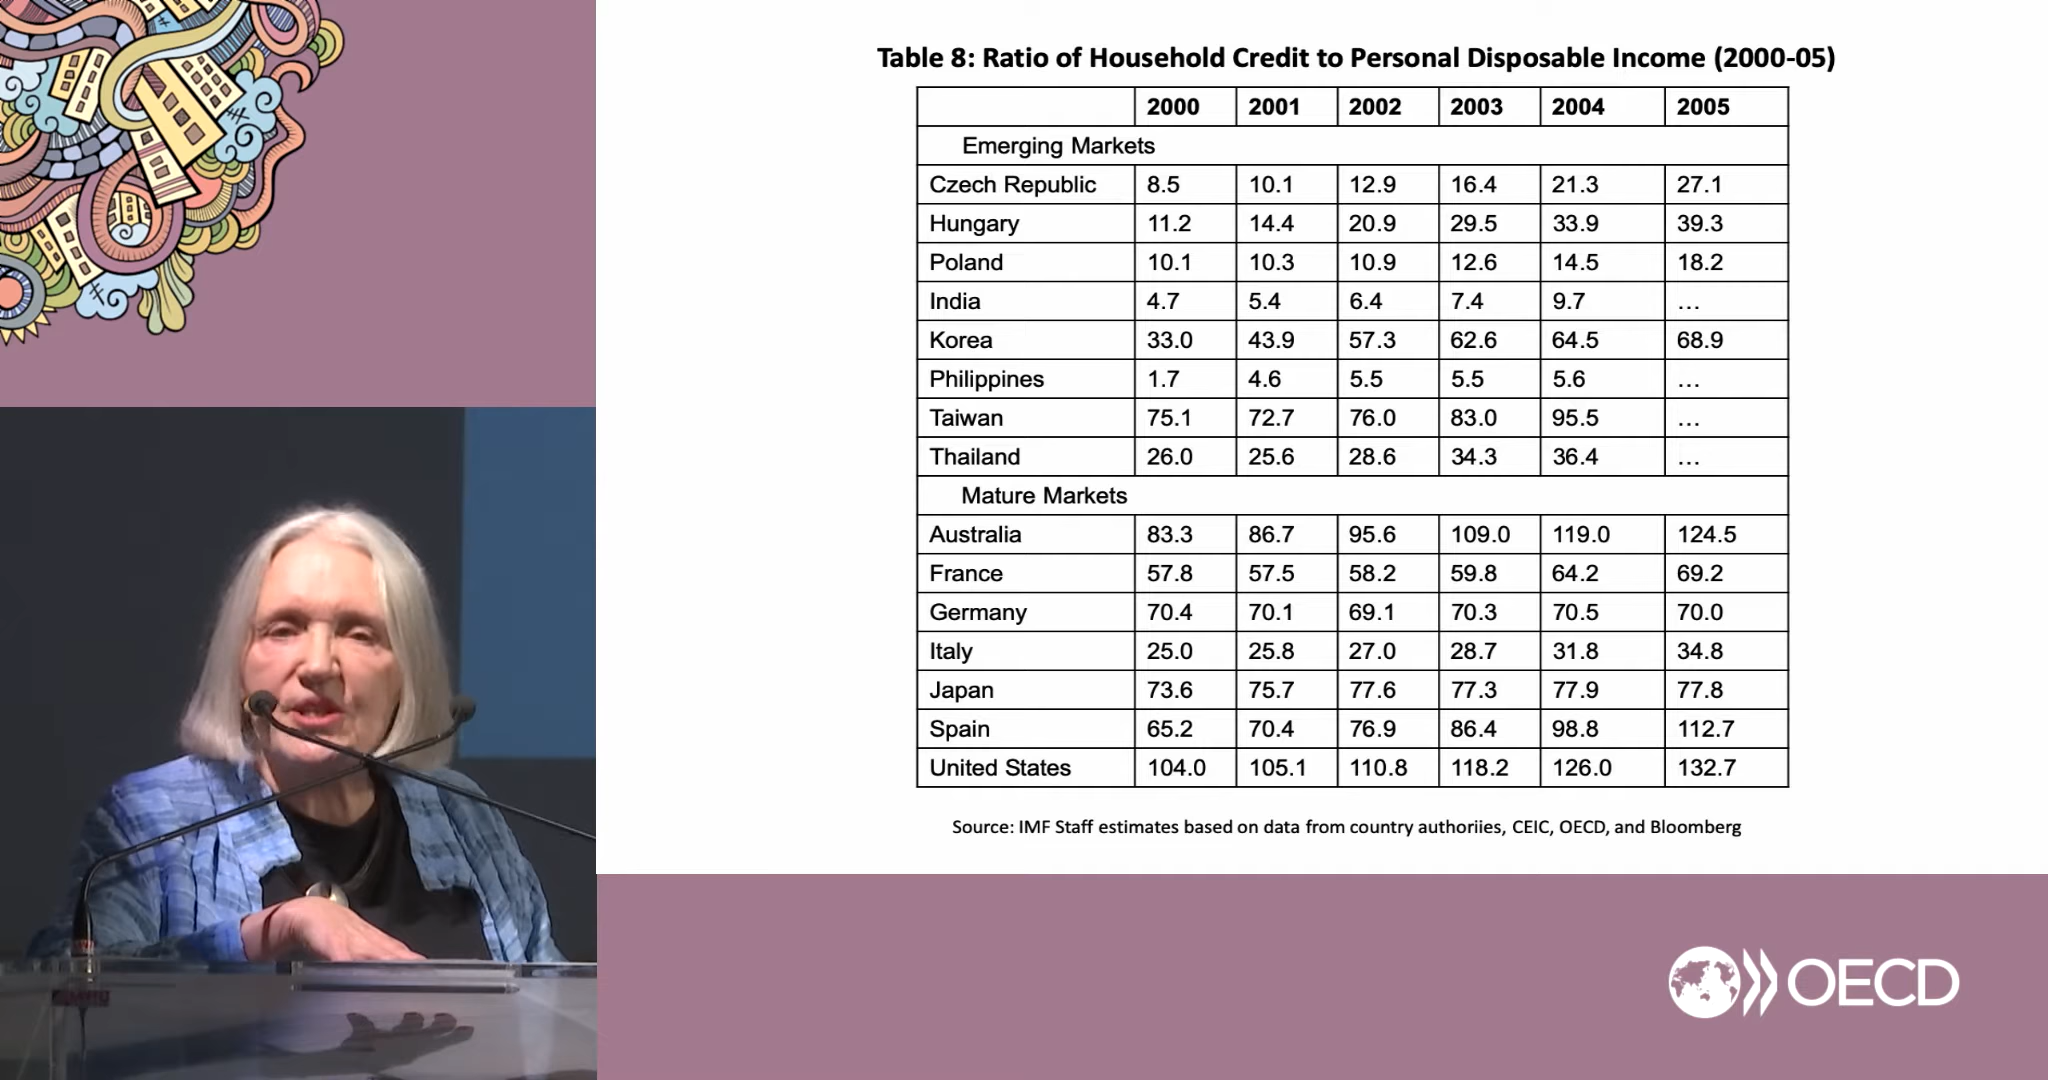 Table 8: Ratio of Household Credit to Personal Disposable Income (2000-05)
2000 2001 2002 2003 2004 2005
Emerging Markets
Czech Republic 8.5 10.1 12.9 16.4 21.3 27.1
Hungary 11.2 14.4 20.9 29.5 33.9 39.3
Poland 10.1 10.3 10.9 12.6 14.5 18.2
India 4.7 5.4 6.4 7.4 9.7 …
Korea 33.0 43.9 57.3 62.6 64.5 68.9
Philippines 1.7 4.6 5.5 5.5 5.6 …
Taiwan 75.1 72.7 76.0 83.0 95.5 …
Thailand 26.0 25.6 28.6 34.3 36.4 …
Mature Markets
Australia 83.3 86.7 95.6 109.0 119.0 124.5
France 57.8 57.5 58.2 59.8 64.2 69.2
Germany 70.4 70.1 69.1 70.3 70.5 70.0
Italy 25.0 25.8 27.0 28.7 31.8 34.8
Japan 73.6 75.7 77.6 77.3 77.9 77.8
Spain 65.2 70.4 76.9 86.4 98.8 112.7
United States 104.0 105.1 110.8 118.2 126.0 132.7
Source: IMF Staff estimates based on data from country authoriies, CEIC, OECD, and Bloomberg
OECD